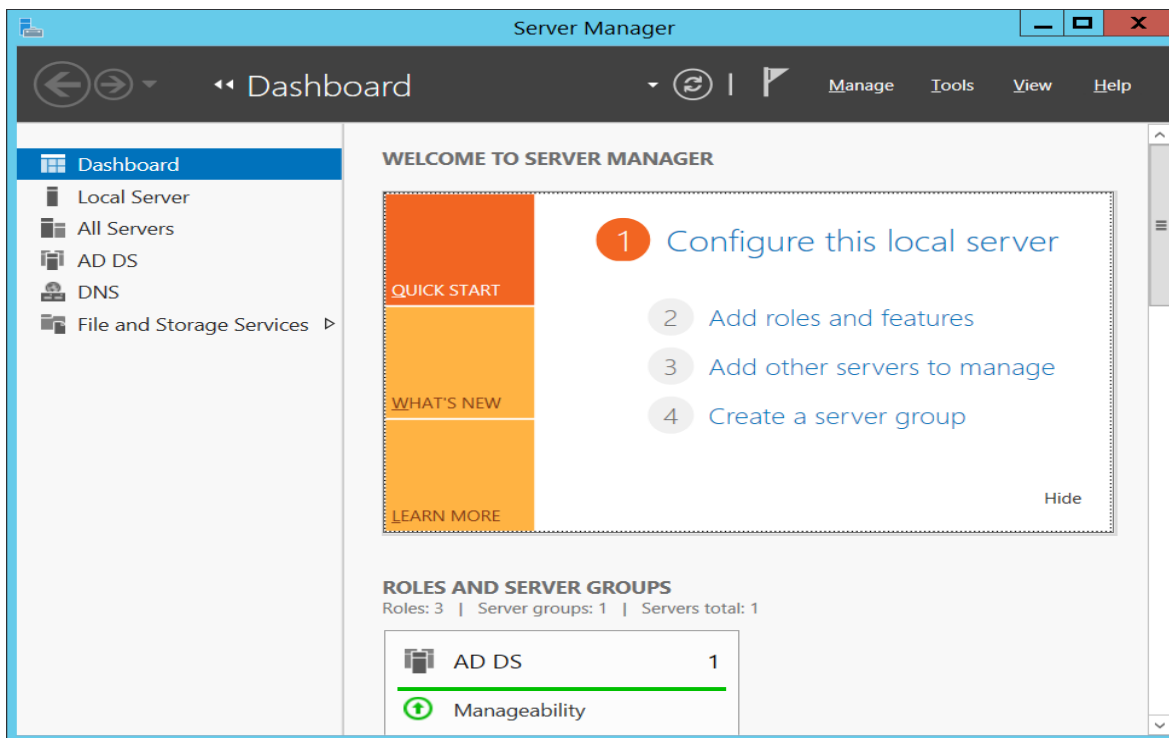 Server Manager
Dashboard
Manage Tools View Help
Dashboard
Local Server
All Servers
AD DS
DNS
File and Storage Services
WELCOME TO SERVER MANAGER
QUICK START
WHAT'S NEW
LEARN MORE
1 Configure this local server
2 Add roles and features
3 Add other servers to manage
4 Create a server group
Hide
ROLES AND SERVER GROUPS
Roles: 3 | Server groups: 1 | Servers total: 1
AD DS 1
Manageability